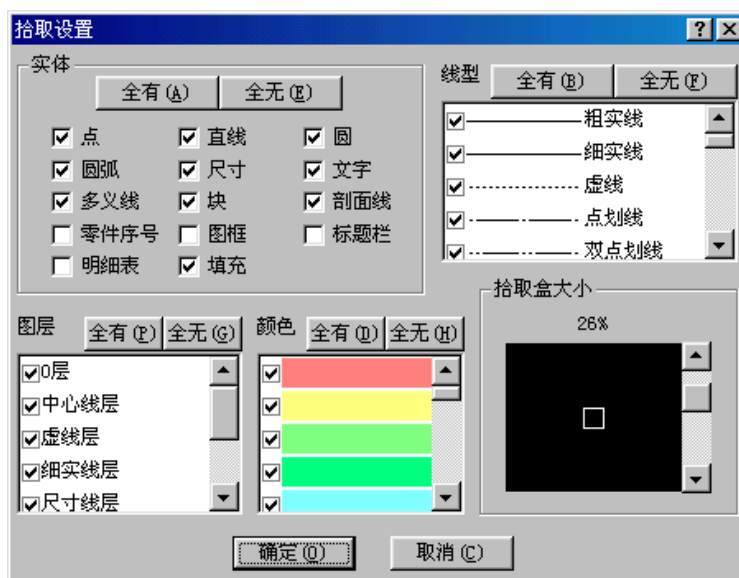 拾取设置
实体
全有(A) 全无(E)
点 直线 圆
圆弧 尺寸 文字
多义线 块 剖面线
零件序号 图框 标题栏
明细表 填充
线型 全有(B) 全无(F)
粗实线
细实线
虚线
点划线
双点划线
图层 全有(P) 全无(G)
0层
中心线层
虚线层
细实线层
尺寸线层
颜色 全有(D) 全无(H)
拾取盒大小
26%
确定(O) 取消(C)